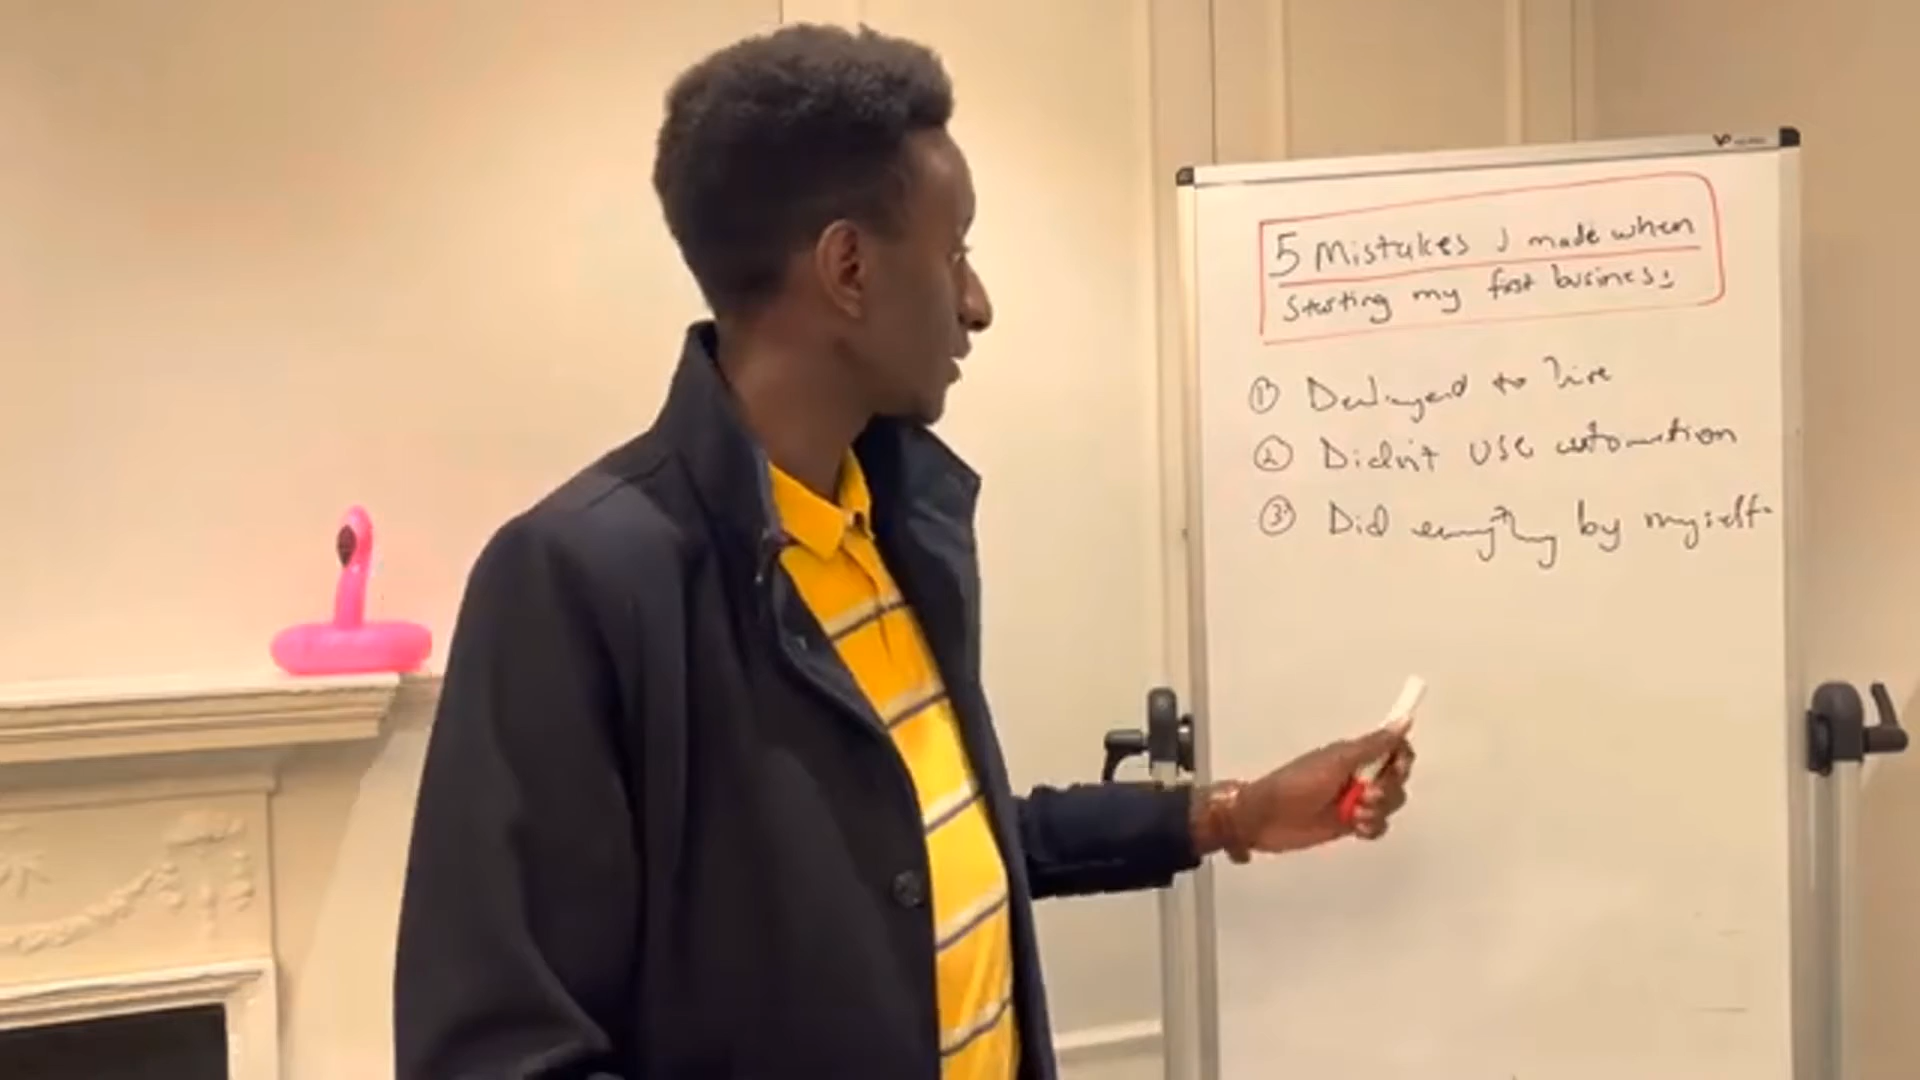 5 Mistakes I made when
Starting my first business:
① Delayed to hire
② Didn't use automation
③ Did everything by myself.